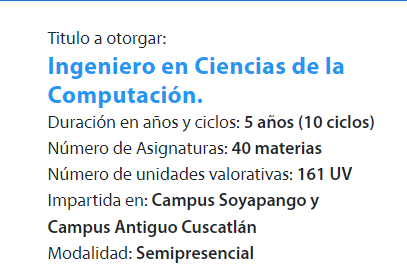 Titulo a otorgar:
Ingeniero en Ciencias de la
Computación.
Duración en años y ciclos: 5 años (10 ciclos)
Número de Asignaturas: 40 materias
Número de unidades valorativas: 161 UV
Impartida en: Campus Soyapango y
Campus Antiguo Cuscatlán
Modalidad: Semipresencial